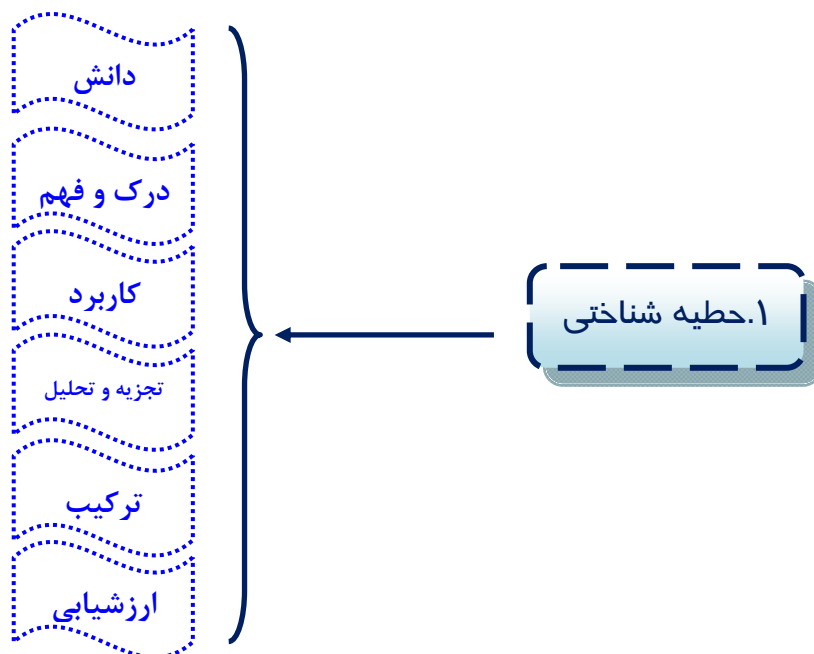 ۱.حطیه شناختی
دانش
درک و فهم
کاربرد
تجزیه و تحلیل
ترکیب
ارزشیابی